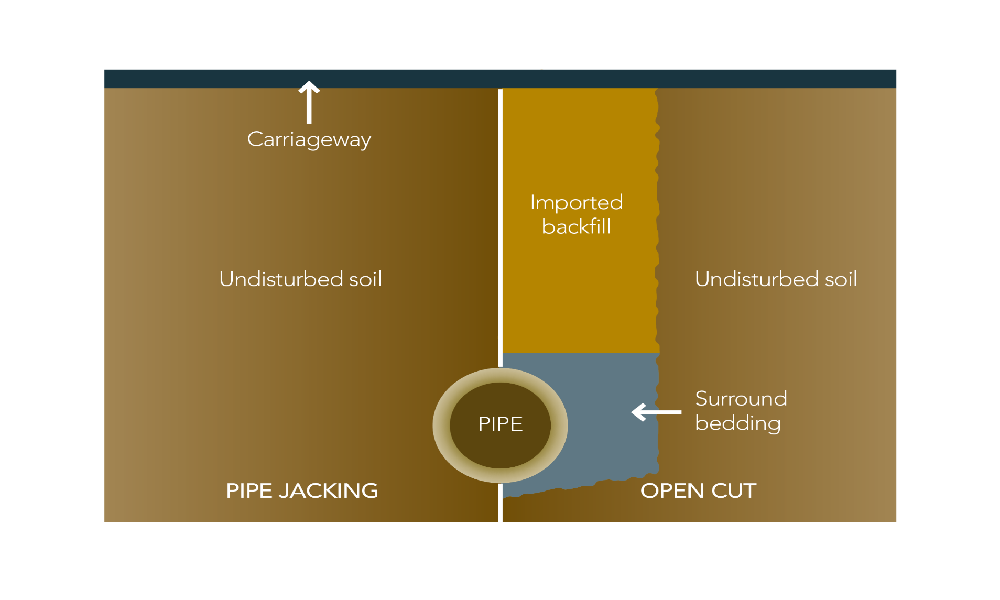 Carriageway
Imported
backfill
Undisturbed soil
Undisturbed soil
Surround
bedding
PIPE
PIPE JACKING
OPEN CUT